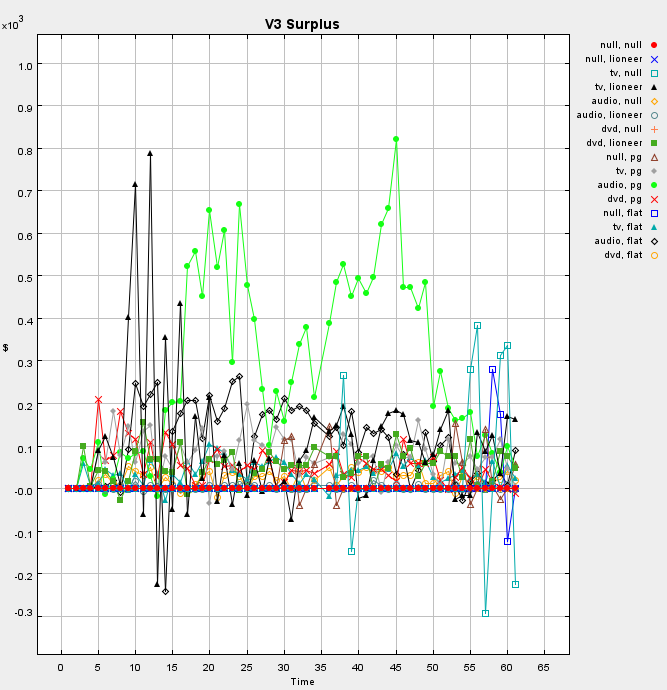 V3 Surplus
x10^3
1.0
0.9
0.8
0.7
0.6
0.5
0.4
0.3
0.2
0.1
-0.0
-0.1
-0.2
-0.3
$
0 5 10 15 20 25 30 35 40 45 50 55 60 65
Time
null, null
null, lioneer
tv, null
tv, lioneer
audio, null
audio, lioneer
dvd, null
dvd, lioneer
null, pg
tv, pg
audio, pg
dvd, pg
null, flat
tv, flat
audio, flat
dvd, flat